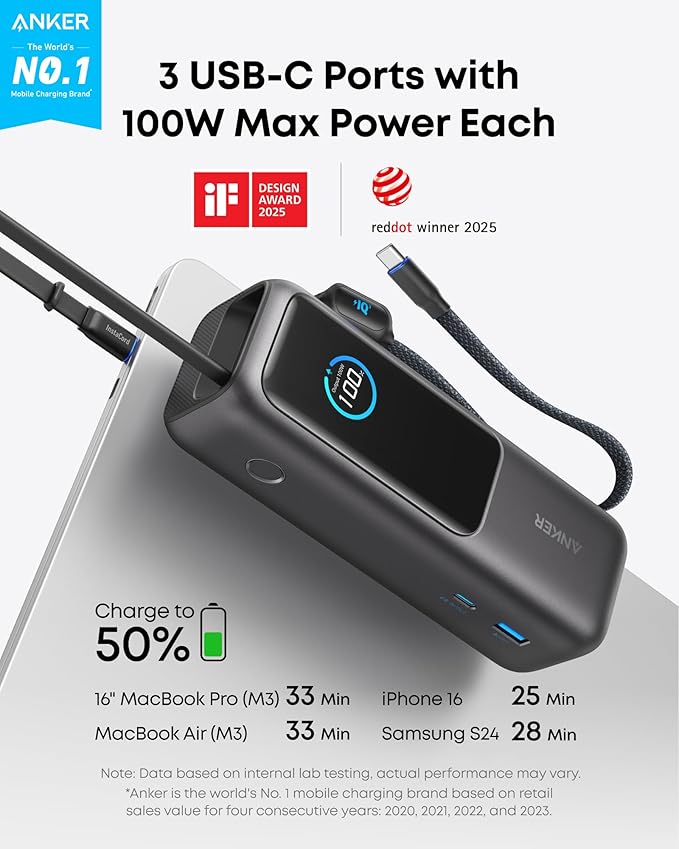 ANKER
The World's
NO.1
Mobile Charging Brand*
3 USB-C Ports with
100W Max Power Each
iF
DESIGN
AWARD
2025
reddot winner 2025
InstaCord
Output 100W
100%
ANKER
Charge to
50%
16" MacBook Pro (M3) 33 Min
iPhone 16 25 Min
MacBook Air (M3) 33 Min
Samsung S24 28 Min
Note: Data based on internal lab testing, actual performance may vary.
*Anker is the world's No. 1 mobile charging brand based on retail
sales value for four consecutive years: 2020, 2021, 2022, and 2023.